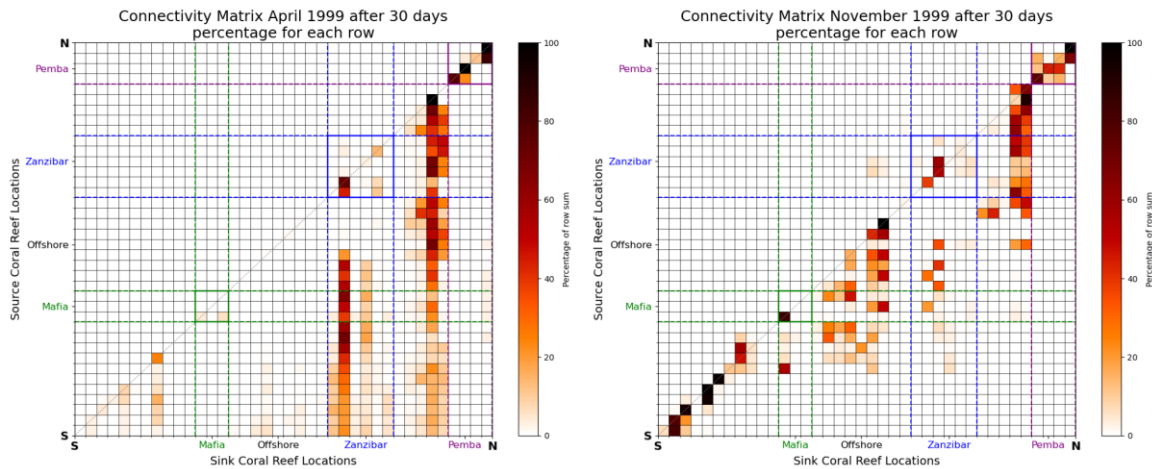 Connectivity Matrix April 1999 after 30 days
percentage for each row
N
Pemba
Zanzibar
Offshore
Mafia
S
Source Coral Reef Locations
S
Mafia
Offshore
Zanzibar
Pemba
N
Sink Coral Reef Locations
100
80
60
40
20
0
Percentage of row sum
Connectivity Matrix November 1999 after 30 days
percentage for each row
N
Pemba
Zanzibar
Offshore
Mafia
S
Source Coral Reef Locations
S
Mafia
Offshore
Zanzibar
Pemba
N
Sink Coral Reef Locations
100
80
60
40
20
0
Percentage of row sum